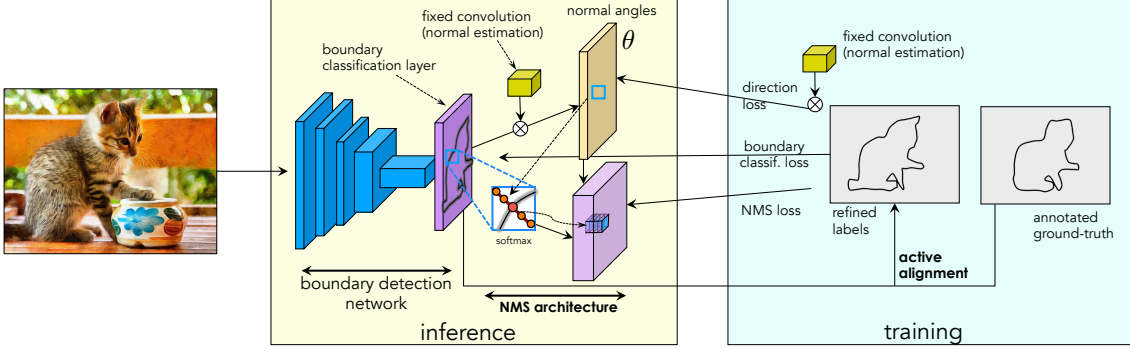 fixed convolution
(normal estimation)
boundary
classification layer
normal angles
θ
softmax
boundary detection
network
NMS architecture
inference
fixed convolution
(normal estimation)
direction
loss
boundary
classif. loss
NMS loss
refined
labels
annotated
ground-truth
active
alignment
training